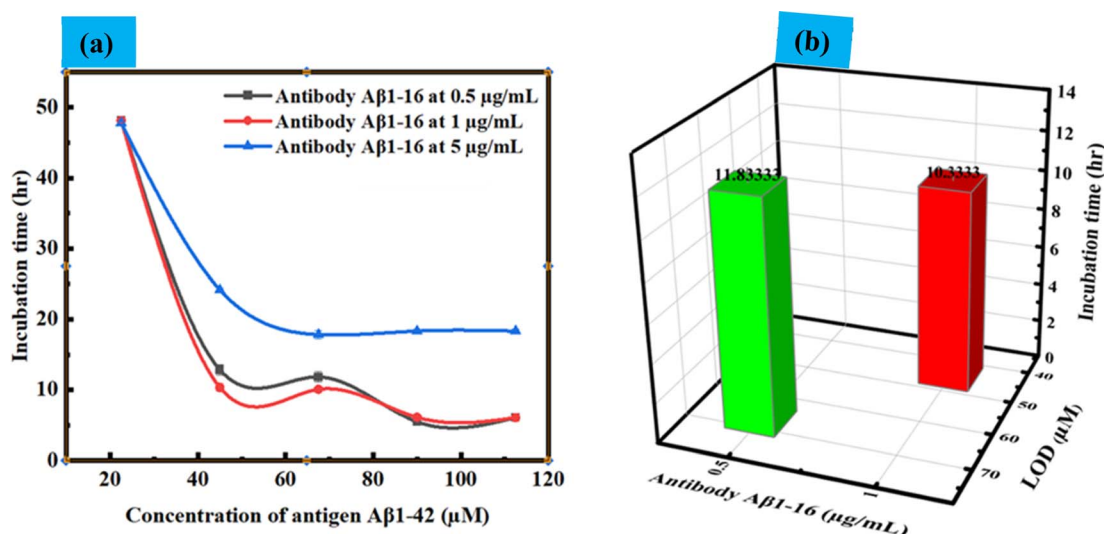 (a)
50
40
30
20
10
0
Incubation time (hr)
Antibody Aβ1-16 at 0.5 µg/mL
Antibody Aβ1-16 at 1 µg/mL
Antibody Aβ1-16 at 5 µg/mL
20 40 60 80 100 120
Concentration of antigen Aβ1-42 (µM)
(b)
11.83333
10.3333
14
12
10
8
6
4
2
0
Incubation time (hr)
40
50
60
70
LOD (µM)
0.5
1
Antibody Aβ1-16 (µg/mL)